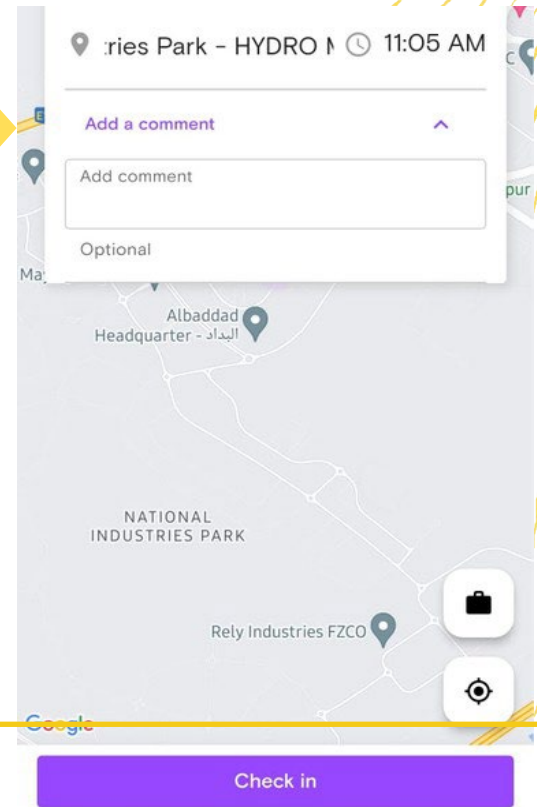 :ries Park - HYDRO
11:05 AM
Add a comment
Add comment
Optional
pur
Albaddad
Headquarter - البداد
NATIONAL
INDUSTRIES PARK
Rely Industries FZCO
Google
Check in